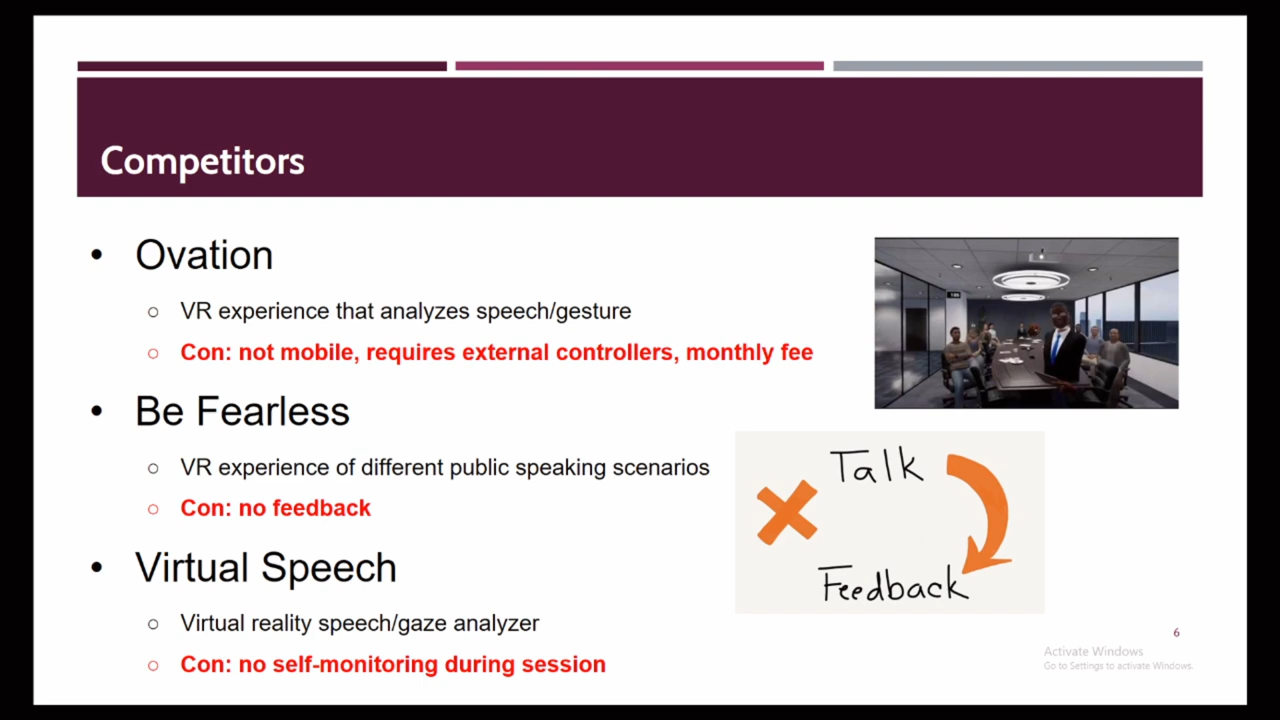 Competitors
• Ovation
○ VR experience that analyzes speech/gesture
○ Con: not mobile, requires external controllers, monthly fee
• Be Fearless
○ VR experience of different public speaking scenarios
○ Con: no feedback
Talk
Feedback
• Virtual Speech
○ Virtual reality speech/gaze analyzer
○ Con: no self-monitoring during session
6
Activate Windows
Go to Settings to activate Windows.